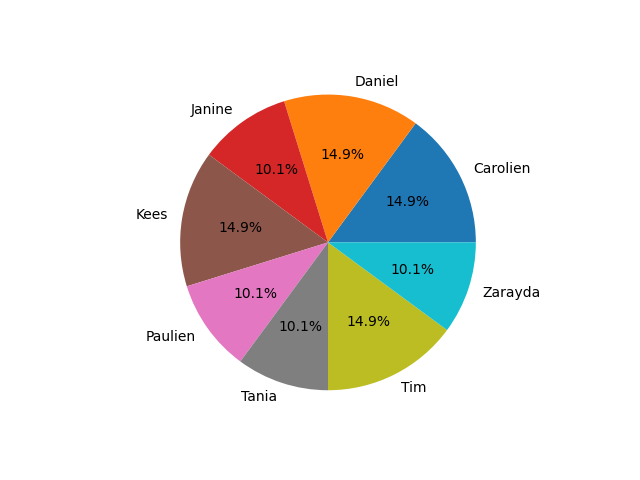 Daniel
Janine
14.9%
Carolien
10.1%
14.9%
Kees
14.9%
10.1%
Zarayda
10.1%
Paulien
10.1%
14.9%
Tania
Tim